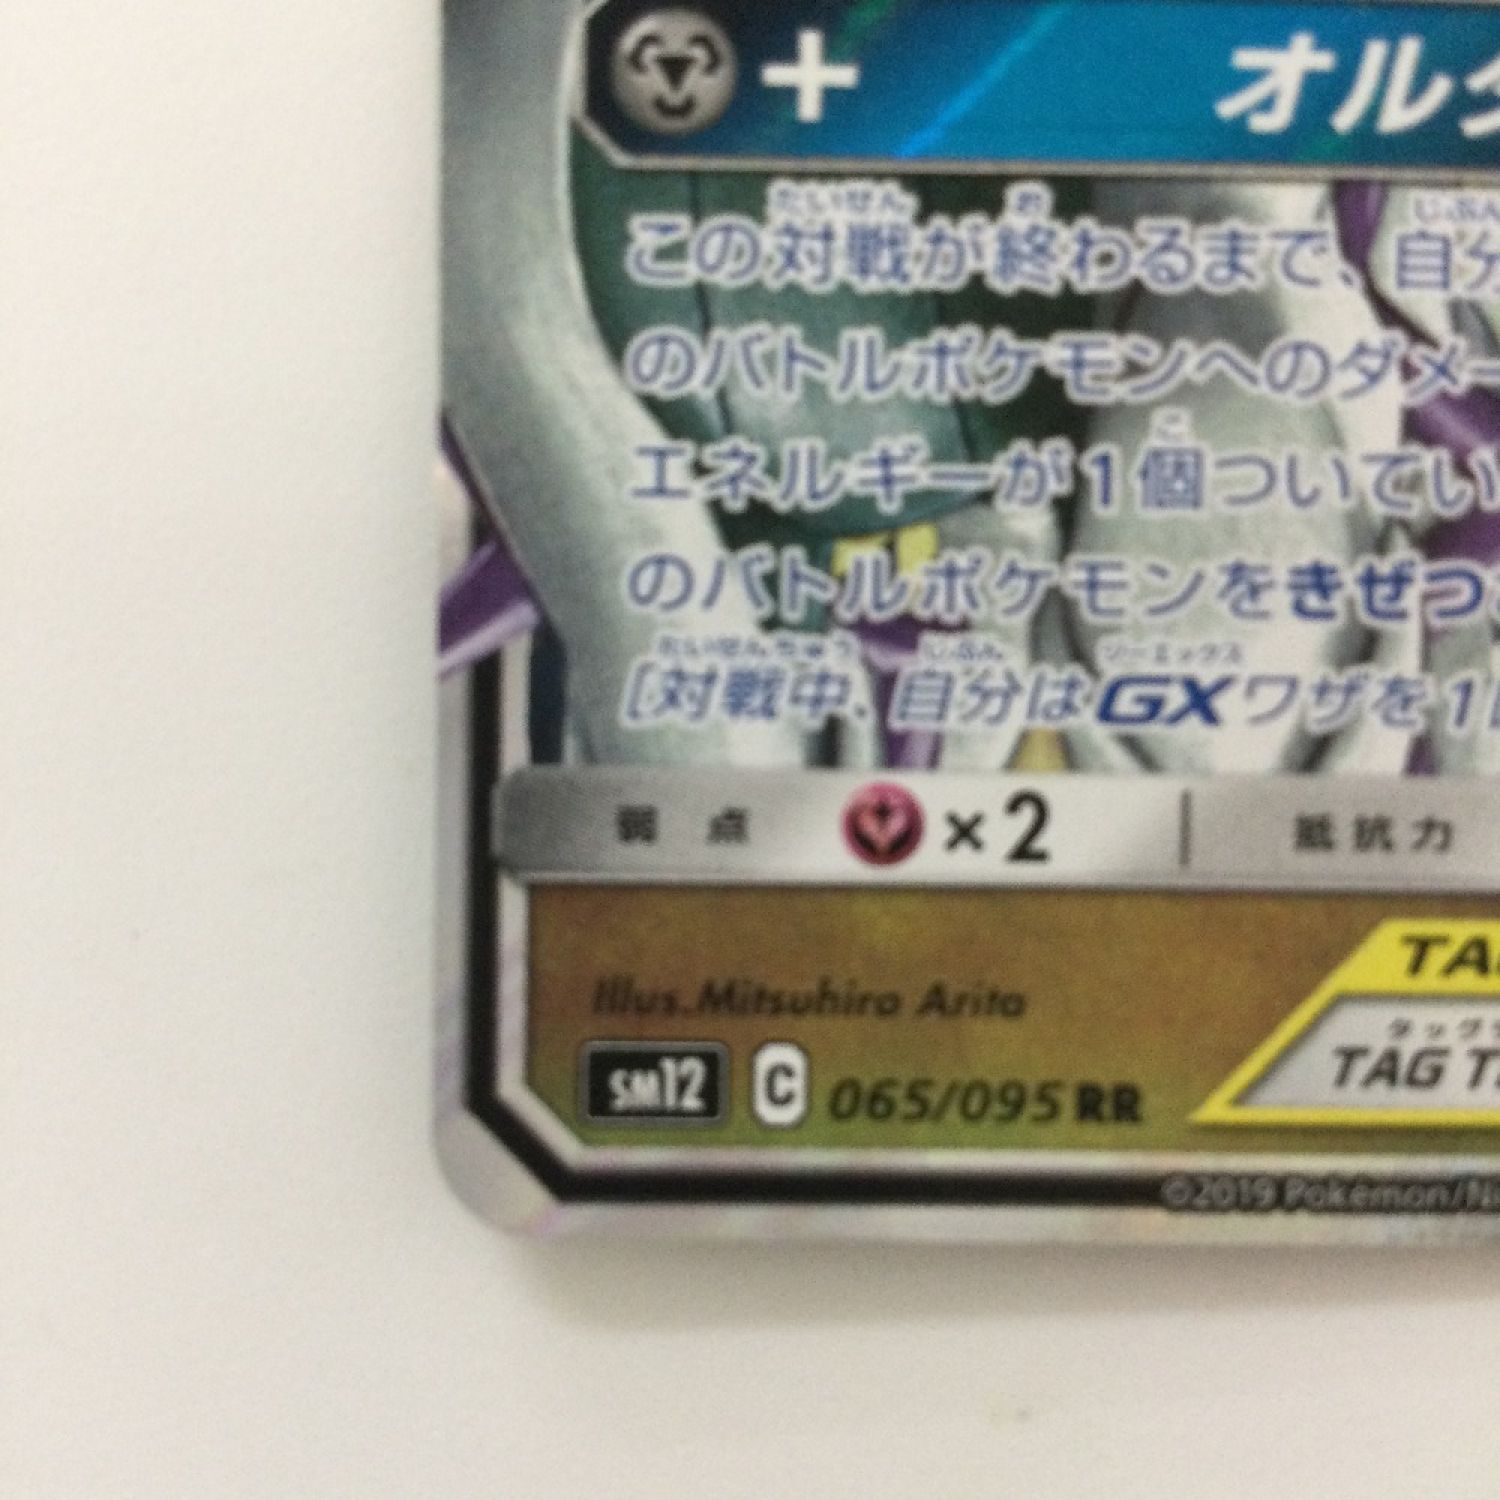 + オルタ
この対戦が終わるまで、自分
のバトルポケモンへのダメー
エネルギーが1個ついてい
のバトルポケモンをきぜつ
[対戦中、自分はGXワザを1回
弱点 ×2 抵抗力
Illus.Mitsuhiro Arita
SM12 C 065/095 RR
TAG TE
©2019 Pokémon/Ni